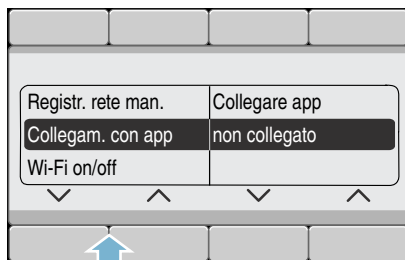 Registr. rete man. Collegare app
Collegam. con app non collegato
Wi-Fi on/off